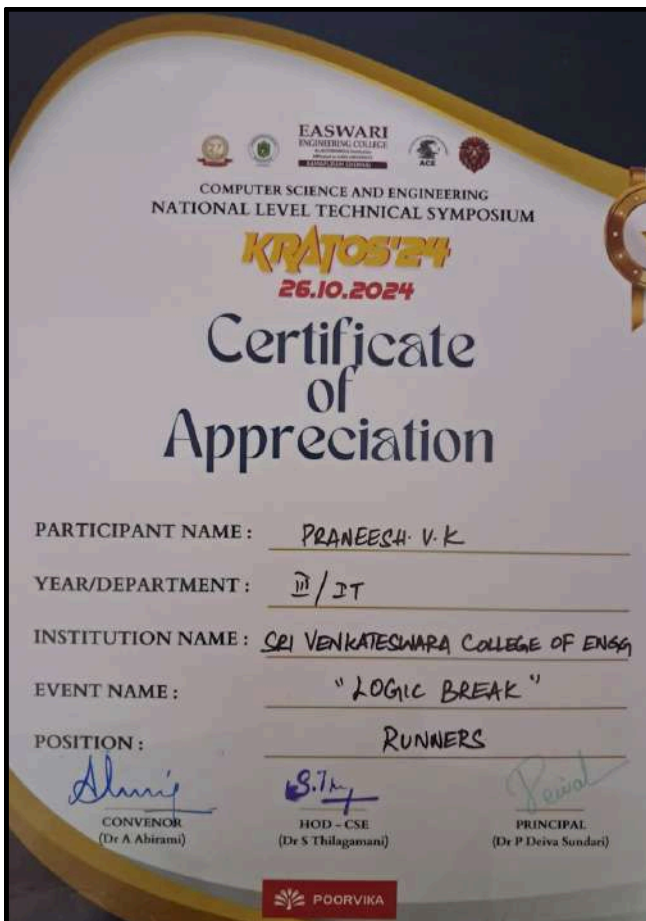 27
EASWARI
ENGINEERING COLLEGE
ACE
COMPUTER SCIENCE AND ENGINEERING
NATIONAL LEVEL TECHNICAL SYMPOSIUM
KRATOS'24
26.10.2024
Certificate
of
Appreciation
PARTICIPANT NAME : PRANEESH. V. K
YEAR/DEPARTMENT : III / IT
INSTITUTION NAME : SRI VENKATESWARA COLLEGE OF ENGG
EVENT NAME : "LOGIC BREAK"
POSITION : RUNNERS
CONVENOR HOD - CSE PRINCIPAL
(Dr A Abirami) (Dr S Thilagamani) (Dr P Deiva Sundari)
POORVIKA